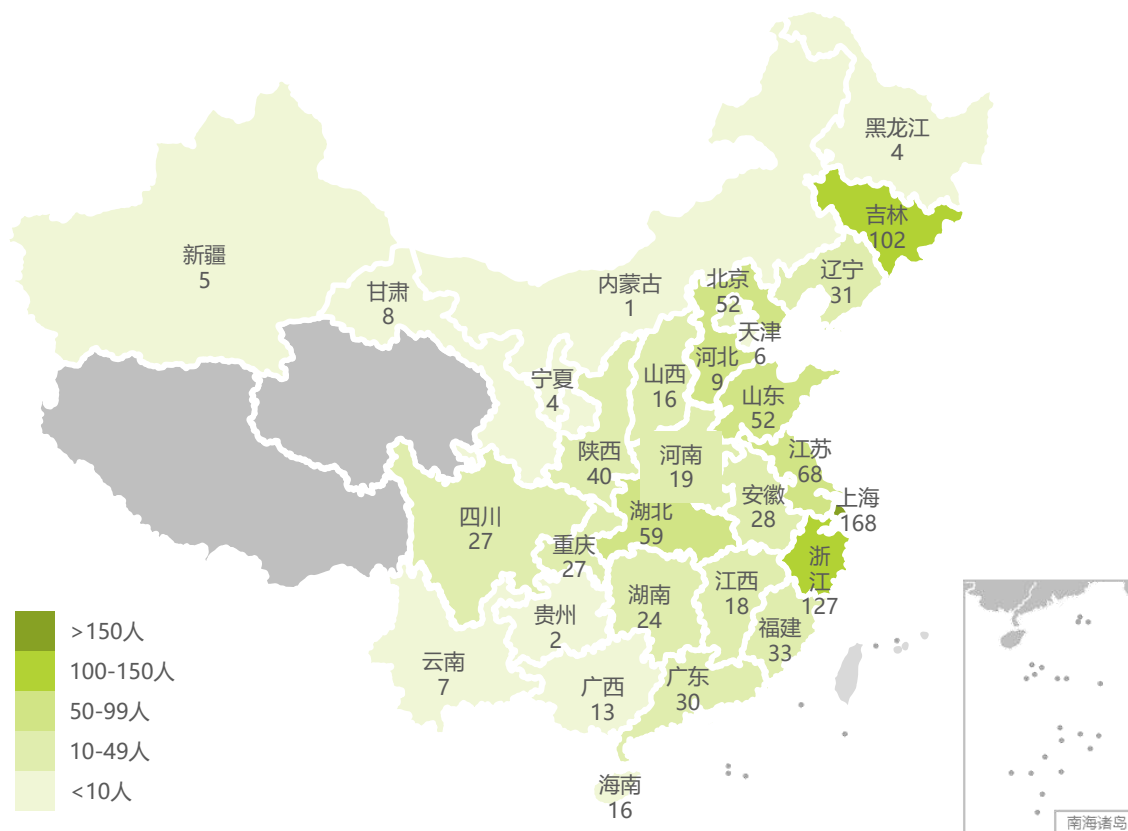 黑龙江
4
吉林
102
辽宁
31
新疆
5
甘肃
8
内蒙古
1
北京
52
天津
6
河北
9
宁夏
4
山西
16
山东
52
陕西
40
河南
19
江苏
68
安徽
28
上海
168
湖北
59
四川
27
重庆
27
浙
江
127
江西
18
湖南
24
贵州
2
福建
33
云南
7
广西
13
广东
30
海南
16
>150人
100-150人
50-99人
10-49人
<10人
南海诸岛